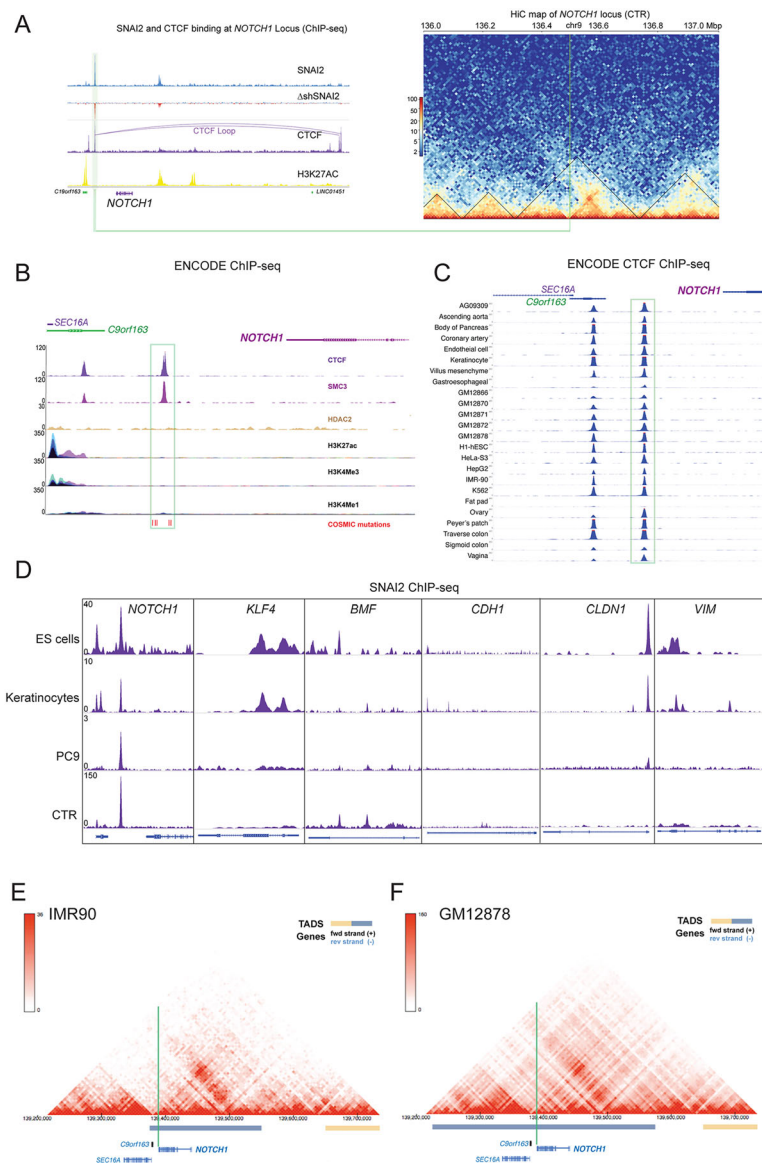 A
SNAI2 and CTCF binding at NOTCH1 Locus (ChIP-seq)
SNAI2
ΔshSNAI2
CTCF Loop
CTCF
H3K27AC
C19orf163
LINC01451
NOTCH1
HiC map of NOTCH1 locus (CTR)
136.0 136.2 136.4 chr9 136.6 136.8 137.0 Mbp
100
50
20
10
5
2
B
ENCODE ChIP-seq
SEC16A
C9orf163
NOTCH1
120
CTCF
0
120
SMC3
0
30
HDAC2
0
350
H3K27ac
0
350
H3K4Me3
0
350
H3K4Me1
0
COSMIC mutations
C
ENCODE CTCF ChIP-seq
SEC16A
C9orf163
NOTCH1
AG09309
Ascending aorta
Body of Pancreas
Coronary artery
Endotheial cell
Keratinocyte
Villus mesenchyme
Gastroesophageal
GM12866
GM12870
GM12871
GM12872
GM12878
H1-hESC
HeLa-S3
HepG2
IMR-90
K562
Fat pad
Ovary
Peyer's patch
Traverse colon
Sigmoid colon
Vagina
D
SNAI2 ChIP-seq
NOTCH1 KLF4 BMF CDH1 CLDN1 VIM
40
ES cells
0
10
Keratinocytes
0
3
PC9
0
150
CTR
0
E
IMR90
36
0
TADS
Genes
fwd strand (+)
rev strand (-)
139,200,000 139,300,000 139,400,000 139,500,000 139,600,000 139,700,000
C9orf163
NOTCH1
SEC16A
F
GM12878
180
0
TADS
Genes
fwd strand (+)
rev strand (-)
139,200,000 139,300,000 139,400,000 139,500,000 139,600,000 139,700,000
C9orf163
NOTCH1
SEC16A